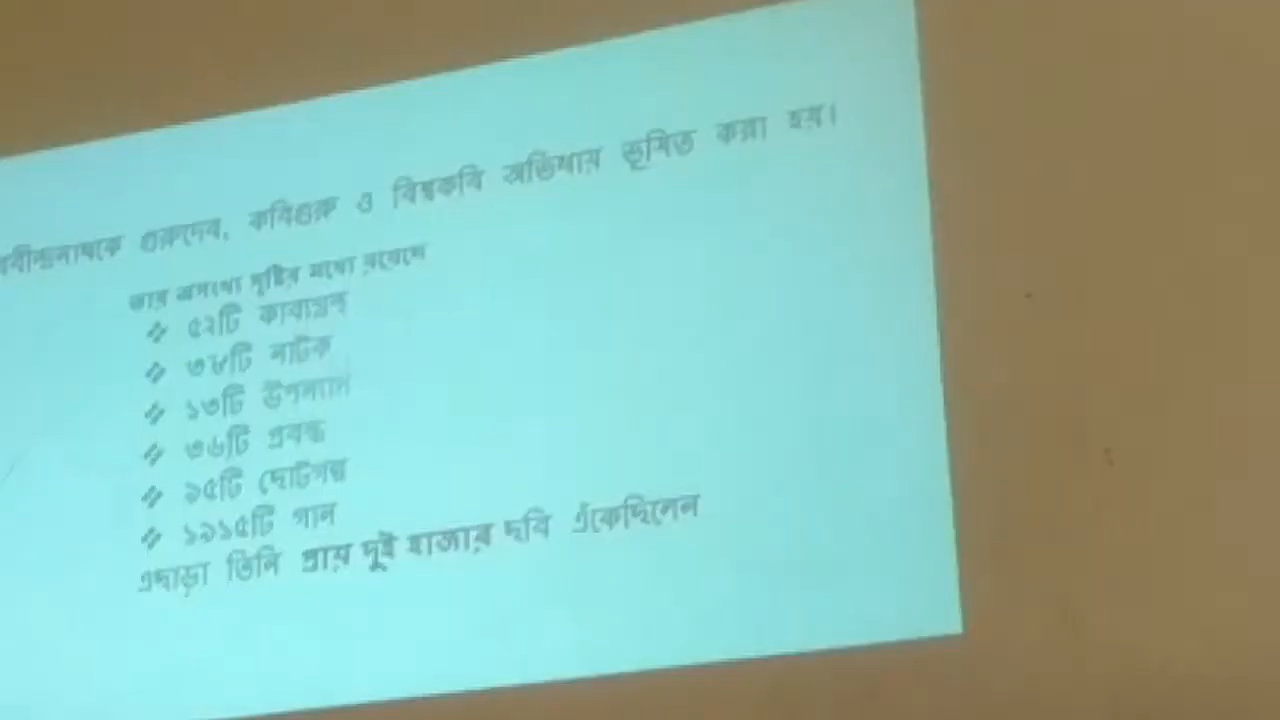 রবীন্দ্রনাথকে গুরুদেব, কবিগুরু ও বিশ্বকবি অভিধায় ভূষিত করা হয়।
তার অসংখ্য সৃষ্টির মধ্যে রয়েছে
৫২টি কাব্যগ্রন্থ
৩৮টি নাটক
১৩টি উপন্যাস
৩৬টি প্রবন্ধ
৯৫টি ছোটগল্প
১৯১৫টি গান
এছাড়া তিনি প্রায় দুই হাজার ছবি এঁকেছিলেন